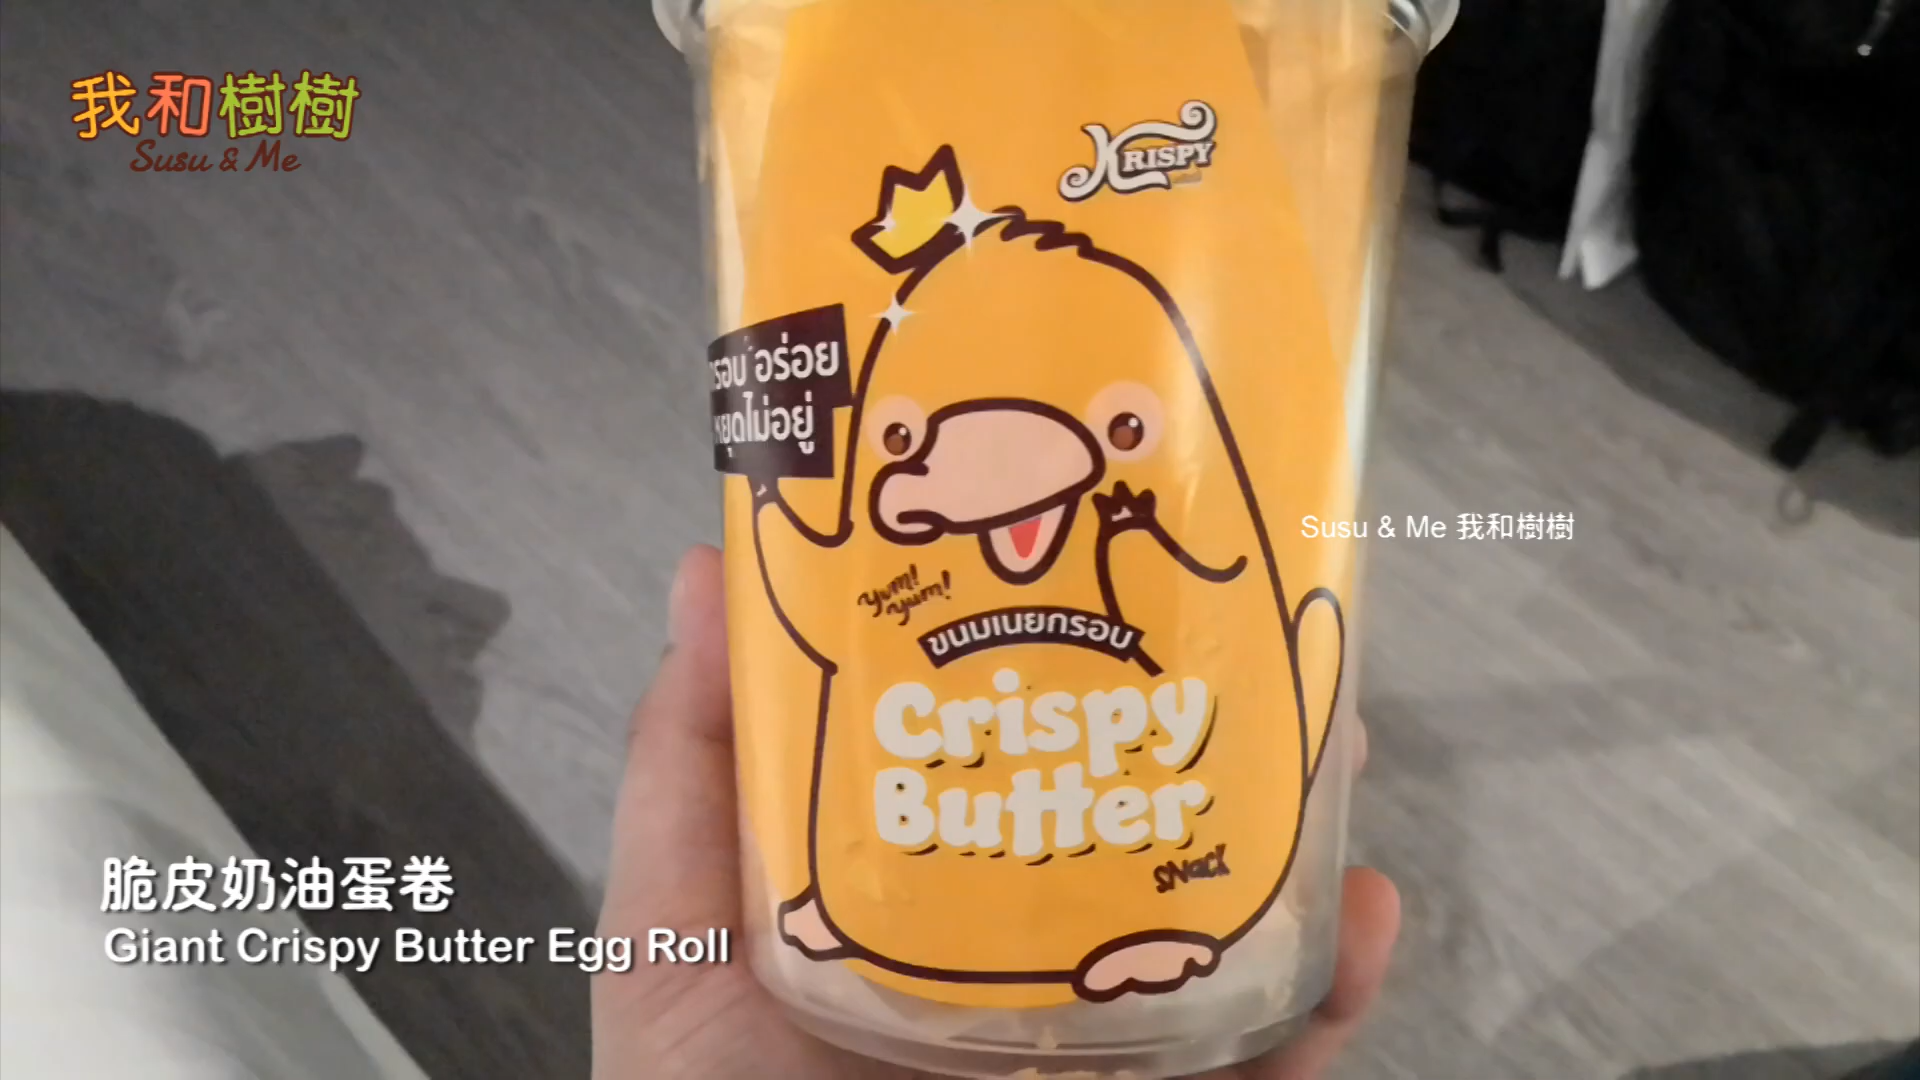 我和樹樹
Susu & Me
KRISPY
กรอบ อร่อย
หยุดไม่อยู่
Susu & Me 我和樹樹
yum!
yum!
ขนมเนยกรอบ
Crispy
Butter
SNACK
脆皮奶油蛋卷
Giant Crispy Butter Egg Roll